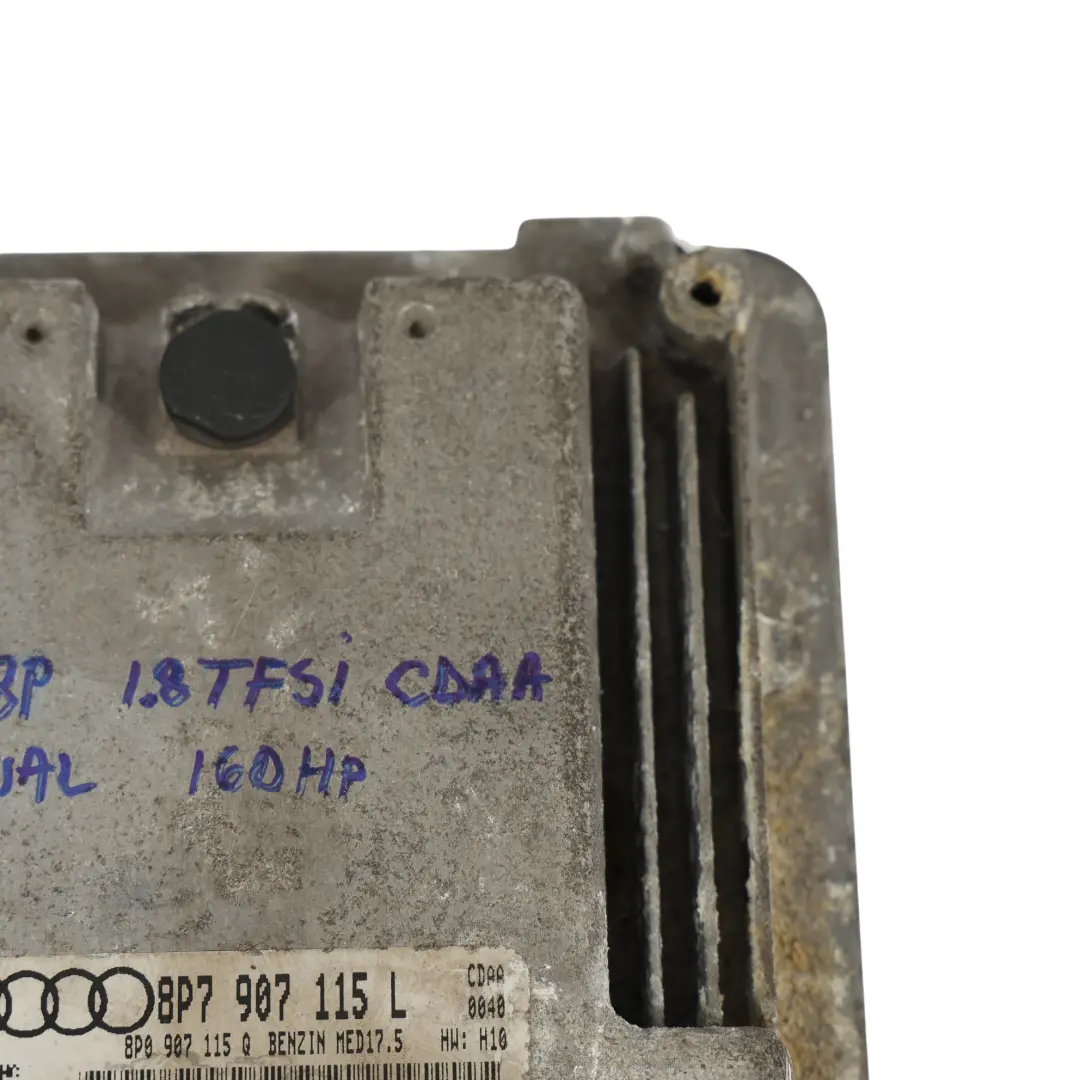 8P 1.8TFSi CDAA
UAL 160HP
8P7 907 115 L CDAA
0040
8P0 907 115 Q BENZIN MED17.5 HW: H10